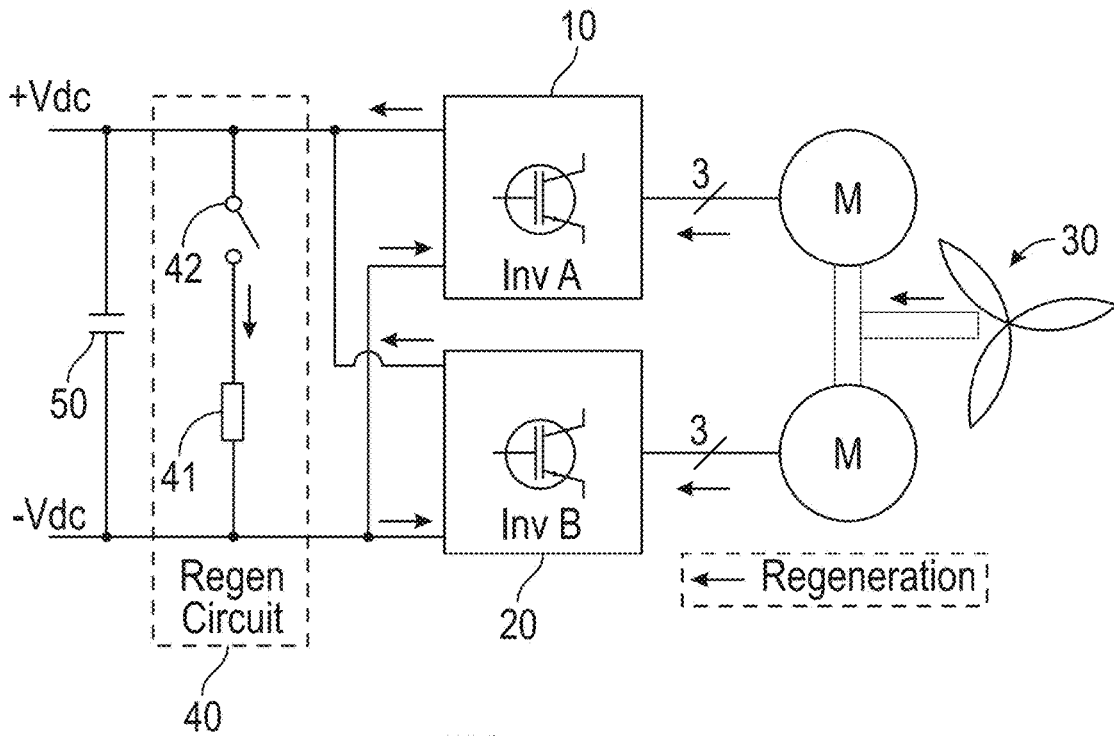 10
+Vdc
3
M
30
42
Inv A
50
41
3
M
-Vdc
Inv B
Regen
Circuit
Regeneration
20
40